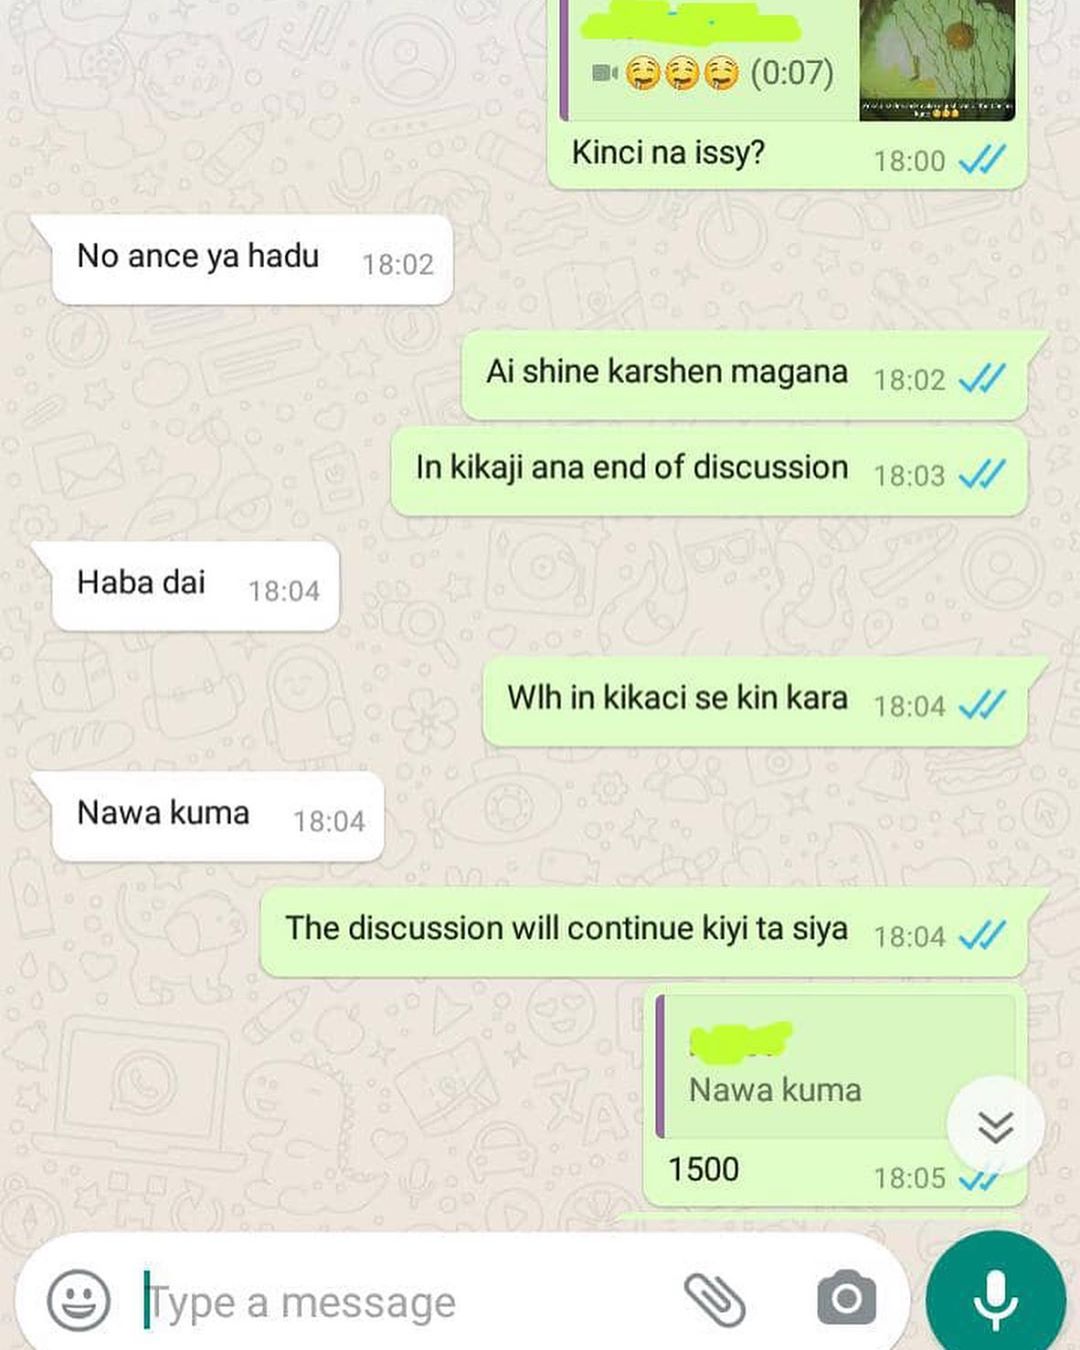 🤤🤤🤤 (0:07)
Kinci na issy? 18:00
No ance ya hadu 18:02
Ai shine karshen magana 18:02
In kikaji ana end of discussion 18:03
Haba dai 18:04
Wlh in kikaci se kin kara 18:04
Nawa kuma 18:04
The discussion will continue kiyi ta siya 18:04
Nawa kuma
1500 18:05
Type a message